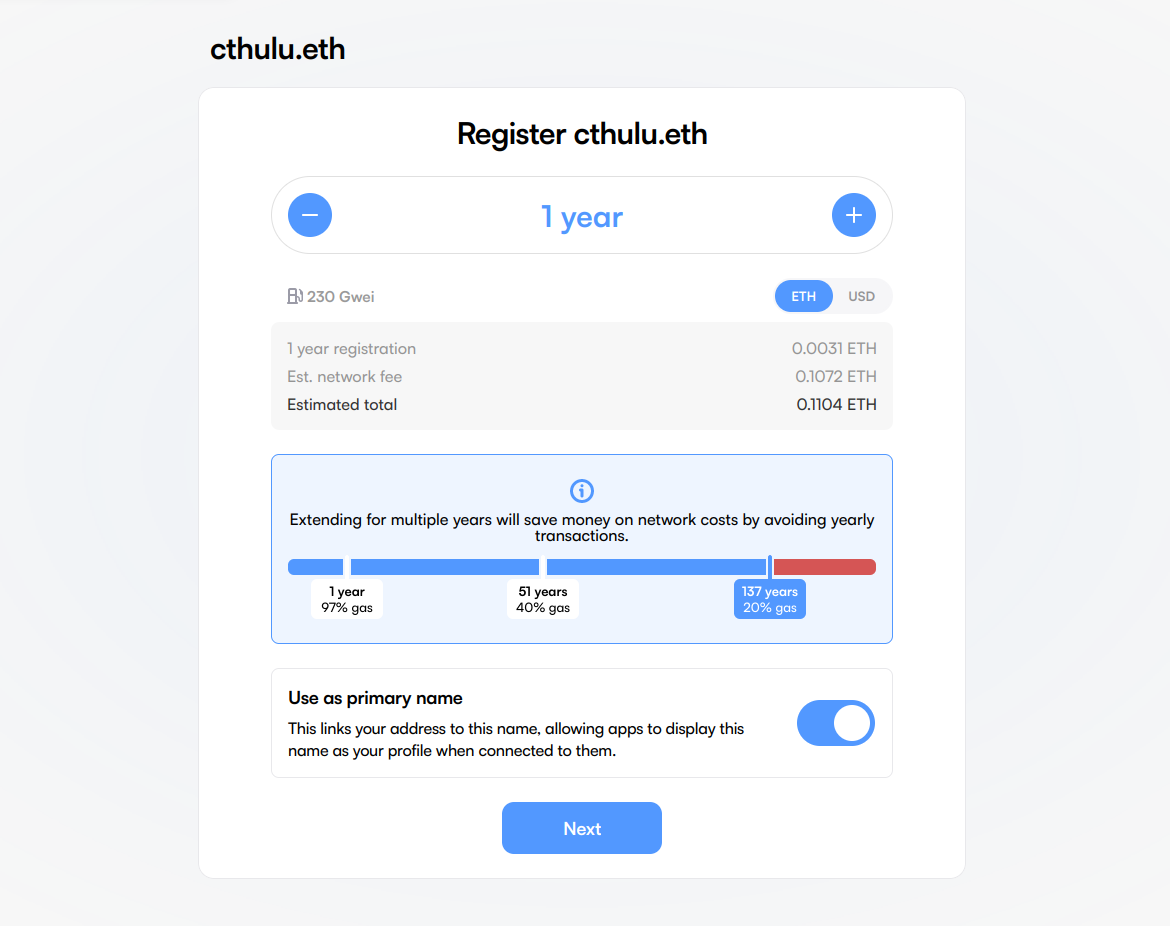 cthulu.eth
Register cthulu.eth
1 year
230 Gwei
ETH USD
1 year registration 0.0031 ETH
Est. network fee 0.1072 ETH
Estimated total 0.1104 ETH
Extending for multiple years will save money on network costs by avoiding yearly
transactions.
1 year 51 years 137 years
97% gas 40% gas 20% gas
Use as primary name
This links your address to this name, allowing apps to display this
name as your profile when connected to them.
Next